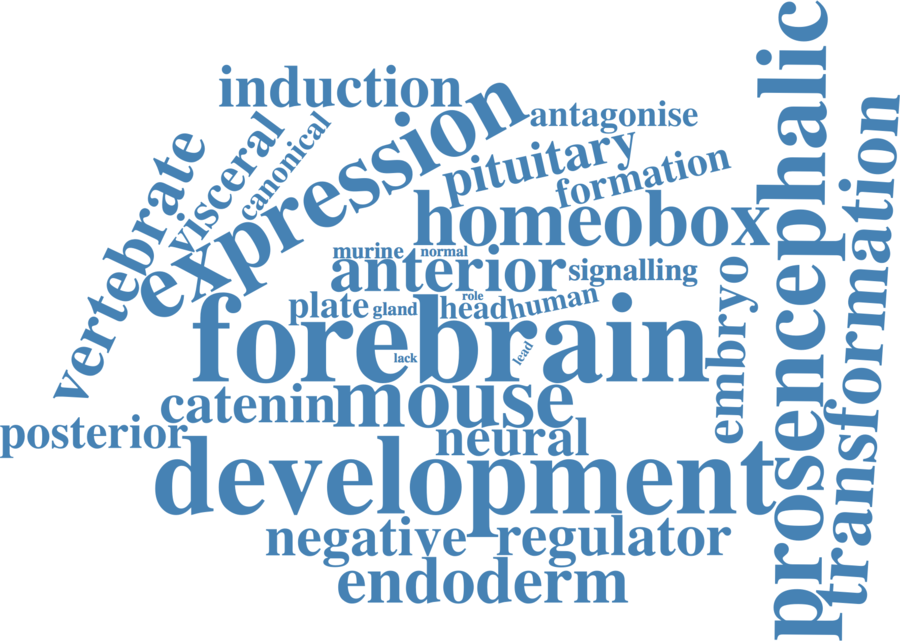 induction
expression
antagonise
prosencephalic
transformation
vertebrate
visceral
canonical
pituitary
formation
homeobox
murine
normal
anterior
signalling
plate
gland
role
head
human
embryo
forebrain
lack
lead
catenin
mouse
posterior
neural
development
negative
regulator
endoderm